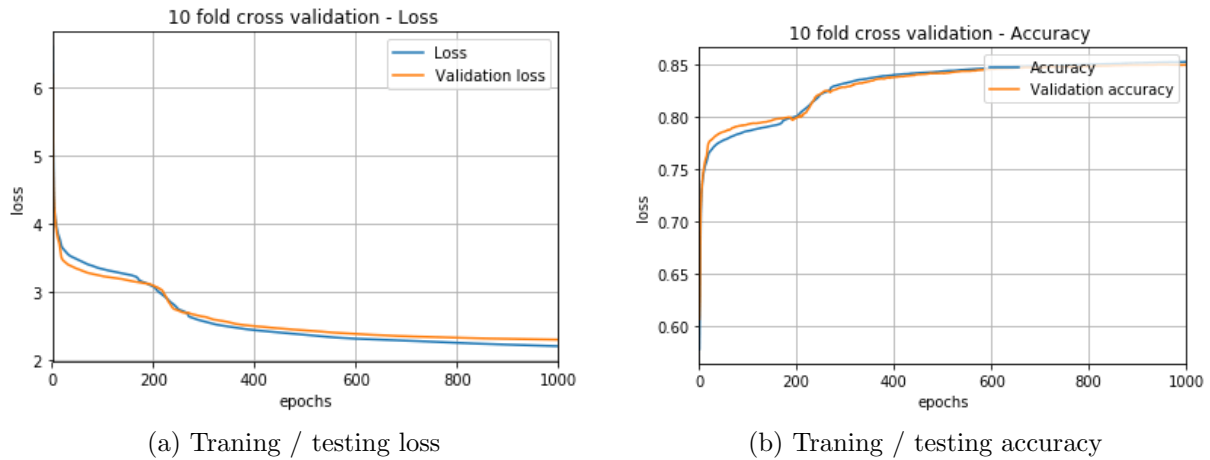 10 fold cross validation - Loss
Loss
Validation loss
6
5
4
3
2
loss
0
200
400
600
800
1000
epochs
(a) Traning / testing loss
10 fold cross validation - Accuracy
Accuracy
Validation accuracy
0.85
0.80
0.75
0.70
0.65
0.60
loss
0
200
400
600
800
1000
epochs
(b) Traning / testing accuracy